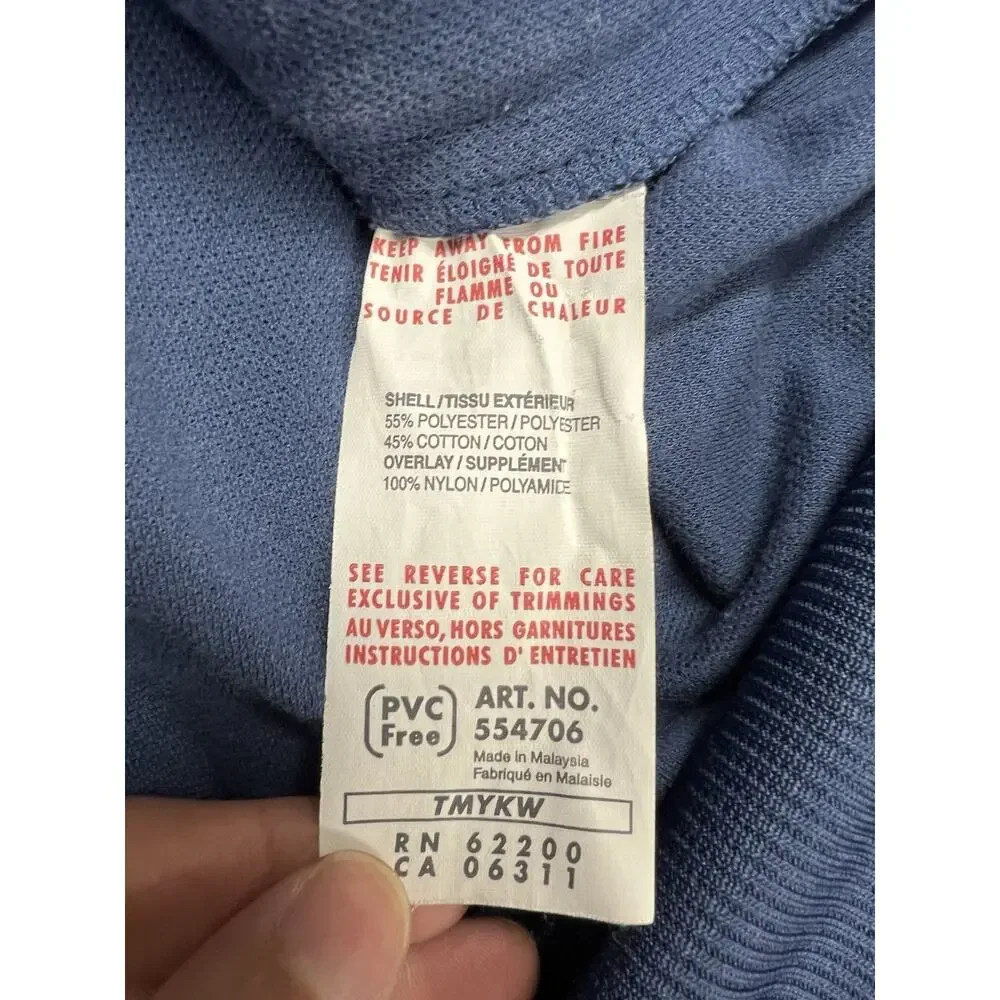 KEEP AWAY FROM FIRE
TENIR ÉLOIGNÉ DE TOUTE
FLAMME OU
SOURCE DE CHALEUR
SHELL/TISSU EXTÉRIEUR
55% POLYESTER/POLYESTER
45% COTTON/COTON
OVERLAY/SUPPLÉMENT
100% NYLON/POLYAMIDE
SEE REVERSE FOR CARE
EXCLUSIVE OF TRIMMINGS
AU VERSO, HORS GARNITURES
INSTRUCTIONS D' ENTRETIEN
PVC Free
ART. NO.
554706
Made in Malaysia
Fabriqué en Malaisie
TMYKW
RN 62200
CA 06311